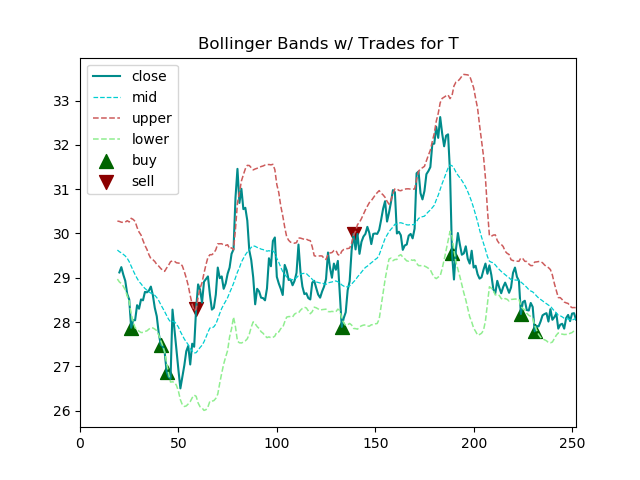 Bollinger Bands w/ Trades for T
close
mid
upper
lower
buy
sell
33
32
31
30
29
28
27
26
0 50 100 150 200 250